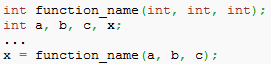 int function_name(int, int, int);
int a, b, c, x;
...
x = function_name(a, b, c);